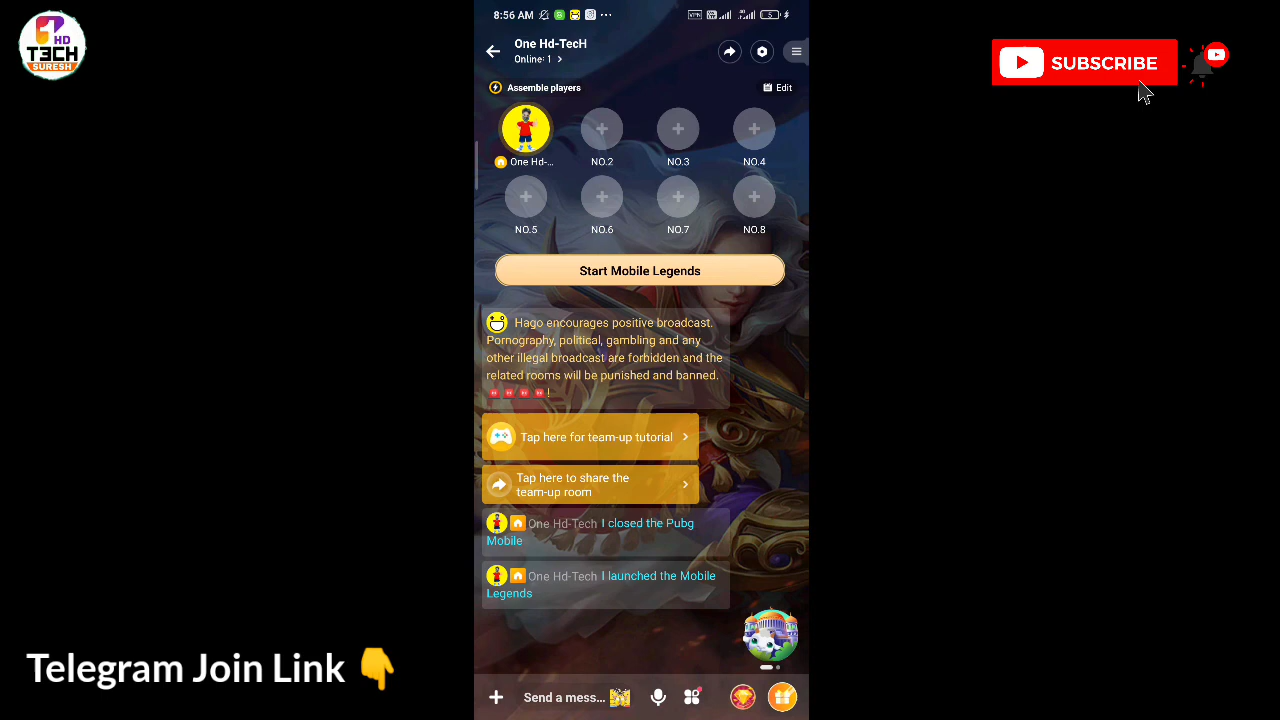 HD
TECH
SURESH
8:56 AM
VPN
5
One Hd-TecH
Online: 1
SUBSCRIBE
Assemble players
Edit
One Hd-...
NO.2
NO.3
NO.4
NO.5
NO.6
NO.7
NO.8
Start Mobile Legends
Hago encourages positive broadcast.
Pornography, political, gambling and any
other illegal broadcast are forbidden and the
related rooms will be punished and banned.
!
Tap here for team-up tutorial
Tap here to share the
team-up room
One Hd-Tech I closed the Pubg
Mobile
One Hd-Tech I launched the Mobile
Legends
Telegram Join Link 👇
Send a mess...